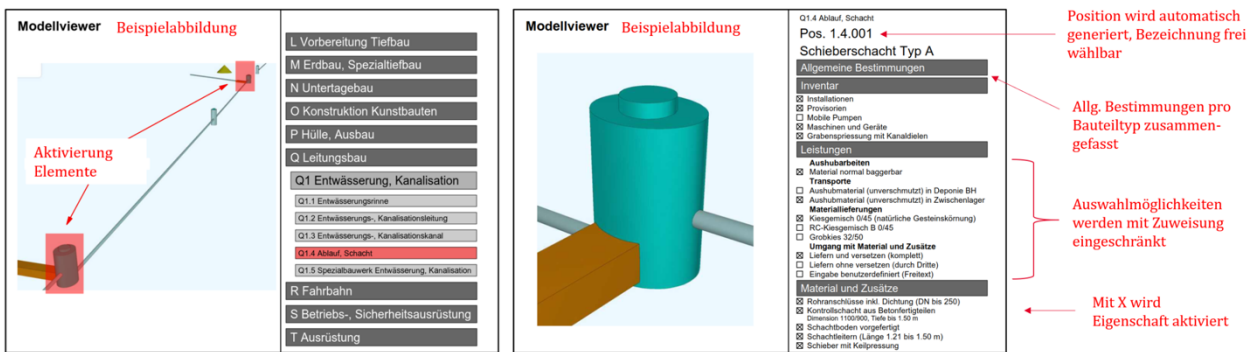 Modellviewer Beispielabbildung
Aktivierung
Elemente
L Vorbereitung Tiefbau
M Erdbau, Spezialtiefbau
N Untertagebau
O Konstruktion Kunstbauten
P Hülle, Ausbau
Q Leitungsbau
Q1 Entwässerung, Kanalisation
Q1.1 Entwässerungsrinne
Q1.2 Entwässerungs-, Kanalisationsleitung
Q1.3 Entwässerungs-, Kanalisationskanal
Q1.4 Ablauf, Schacht
Q1.5 Spezialbauwerk Entwässerung, Kanalisation
R Fahrbahn
S Betriebs-, Sicherheitsausrüstung
T Ausrüstung
Modellviewer Beispielabbildung
Q1.4 Ablauf, Schacht
Pos. 1.4.001
Schieberschacht Typ A
Allgemeine Bestimmungen
Inventar
☒ Installationen
☒ Provisorien
☐ Mobile Pumpen
☒ Maschinen und Geräte
☒ Grabenspriessung mit Kanaldielen
Leistungen
Aushubarbeiten
☒ Material normal baggerbar
Transporte
☐ Aushubmaterial (unverschmutzt) in Deponie BH
☒ Aushubmaterial (unverschmutzt) in Zwischenlager
Materiallieferungen
☒ Kiesgemisch 0/45 (natürliche Gesteinskörnung)
☐ RC-Kiesgemisch B 0/45
☐ Grobkies 32/50
Umgang mit Material und Zusätze
☒ Liefern und versetzen (komplett)
☐ Liefern ohne versetzen (durch Dritte)
☐ Eingabe benutzerdefiniert (Freitext)
Material und Zusätze
☒ Rohranschlüsse inkl. Dichtung (DN bis 250)
☒ Kontrollschacht aus Betonfertigteilen
Dimension 1100/900, Tiefe bis 1.50 m
☒ Schachtboden vorgefertigt
☒ Schachtleitern (Länge 1.21 bis 1.50 m)
☒ Schieber mit Keilpressung
Position wird automatisch
generiert, Bezeichnung frei
wählbar
Allg. Bestimmungen pro
Bauteiltyp zusammen-
gefasst
Auswahlmöglichkeiten
werden mit Zuweisung
eingeschränkt
Mit X wird
Eigenschaft aktiviert